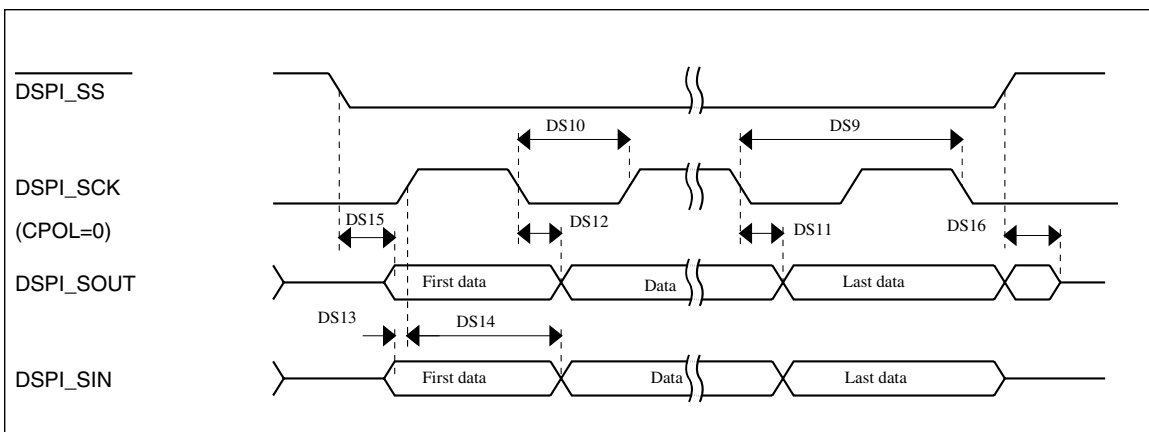 DSPI_SS
DS10
DS9
DSPI_SCK
(CPOL=0)
DS15
DS12
DS11
DS16
DSPI_SOUT
First data
Data
Last data
DS13
DS14
DSPI_SIN
First data
Data
Last data